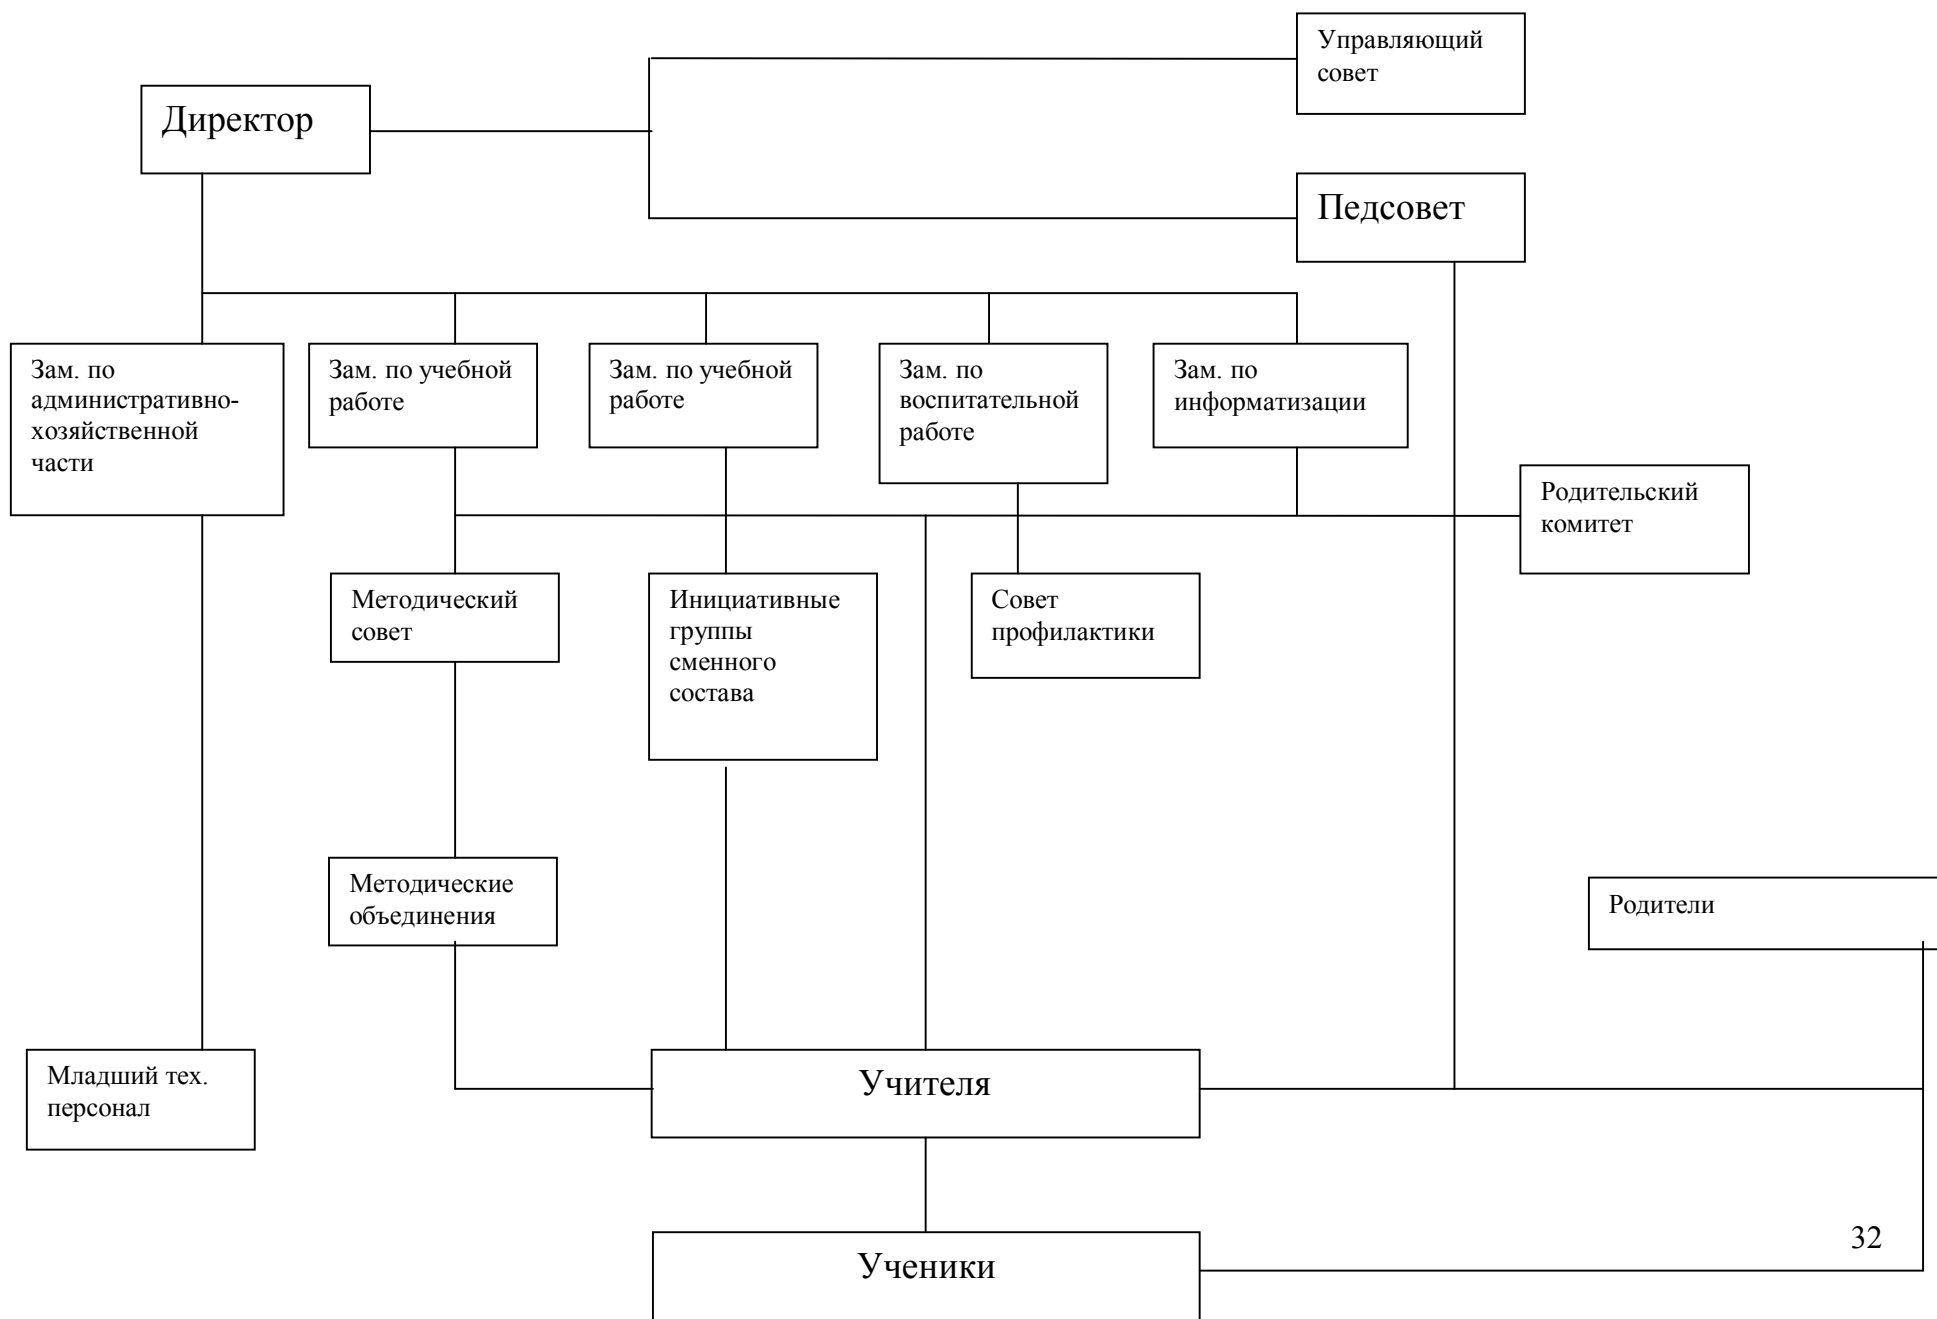 Управляющий
совет
Директор
Педсовет
Зам. по
административно-
хозяйственной
части
Зам. по учебной
работе
Зам. по учебной
работе
Зам. по
воспитательной
работе
Зам. по
информатизации
Родительский
комитет
Методический
совет
Инициативные
группы
сменного
состава
Совет
профилактики
Методические
объединения
Родители
Младший тех.
персонал
Учителя
32
Ученики